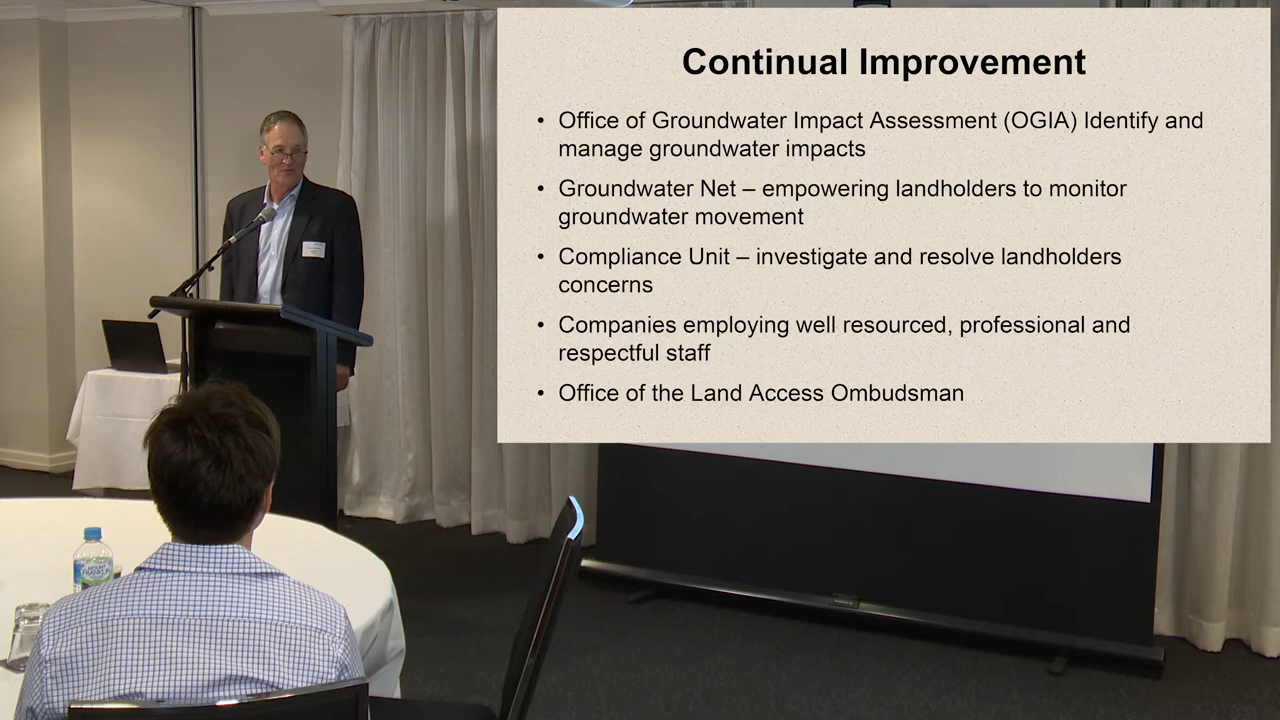 Continual Improvement
• Office of Groundwater Impact Assessment (OGIA) Identify and
manage groundwater impacts
• Groundwater Net – empowering landholders to monitor
groundwater movement
• Compliance Unit – investigate and resolve landholders
concerns
• Companies employing well resourced, professional and
respectful staff
• Office of the Land Access Ombudsman
MOUNT
FRANKLIN